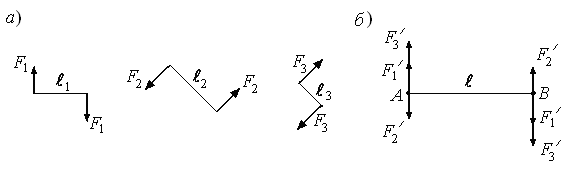 а)
F₁ ℓ₁ F₁
F₂ ℓ₂ F₂
F₃ ℓ₃ F₃
б)
F₃′ F₂′
F₁′ ℓ
A B
F₂′ F₁′
F₃′